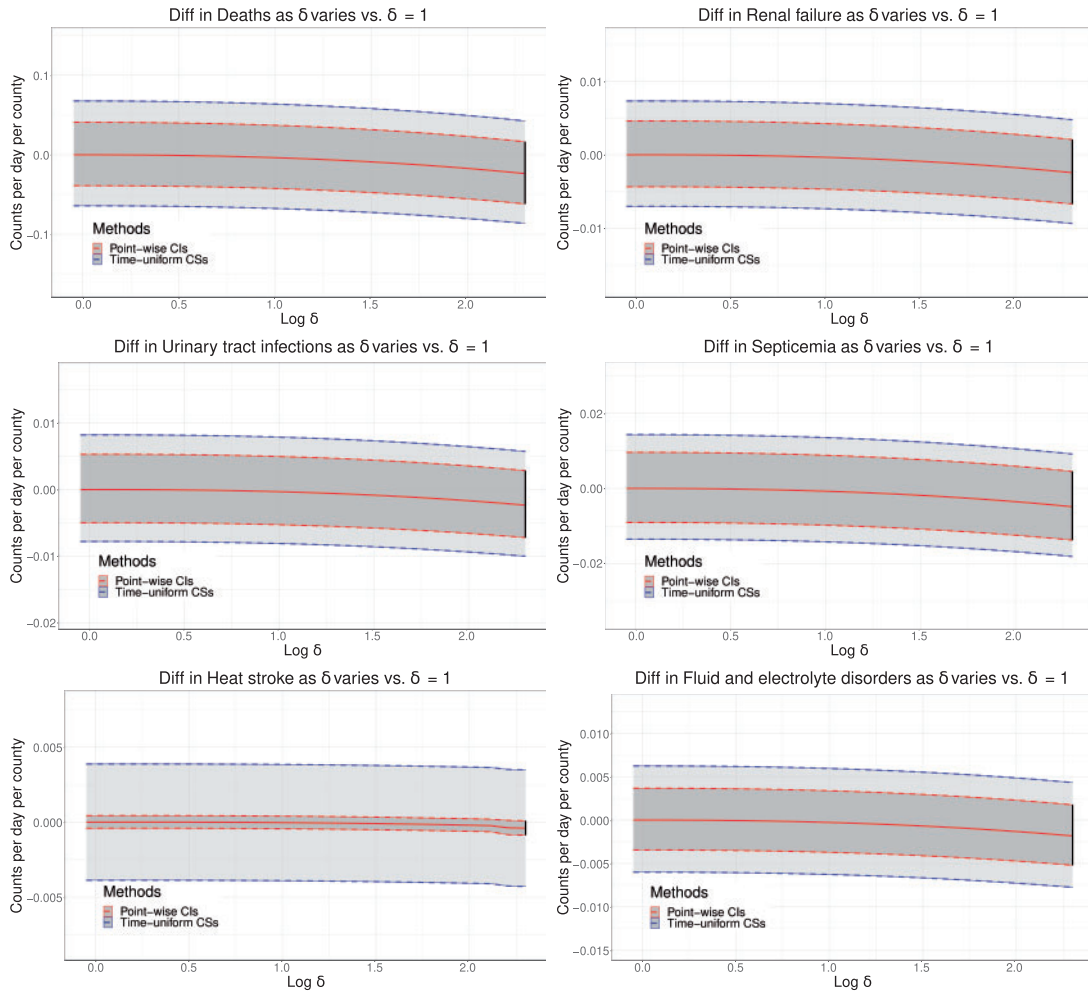 Diff in Deaths as δ varies vs. δ = 1
Counts per day per county
0.1
0.0
−0.1
Methods
Point−wise CIs
Time−uniform CSs
0.0 0.5 1.0 1.5 2.0
Log δ
Diff in Renal failure as δ varies vs. δ = 1
Counts per day per county
0.01
0.00
−0.01
Methods
Point−wise CIs
Time−uniform CSs
0.0 0.5 1.0 1.5 2.0
Log δ
Diff in Urinary tract infections as δ varies vs. δ = 1
Counts per day per county
0.01
0.00
−0.01
−0.02
Methods
Point−wise CIs
Time−uniform CSs
0.0 0.5 1.0 1.5 2.0
Log δ
Diff in Septicemia as δ varies vs. δ = 1
Counts per day per county
0.02
0.00
−0.02
Methods
Point−wise CIs
Time−uniform CSs
0.0 0.5 1.0 1.5 2.0
Log δ
Diff in Heat stroke as δ varies vs. δ = 1
Counts per day per county
0.005
0.000
−0.005
Methods
Point−wise CIs
Time−uniform CSs
0.0 0.5 1.0 1.5 2.0
Log δ
Diff in Fluid and electrolyte disorders as δ varies vs. δ = 1
Counts per day per county
0.010
0.005
0.000
−0.005
−0.010
−0.015
Methods
Point−wise CIs
Time−uniform CSs
0.0 0.5 1.0 1.5 2.0
Log δ